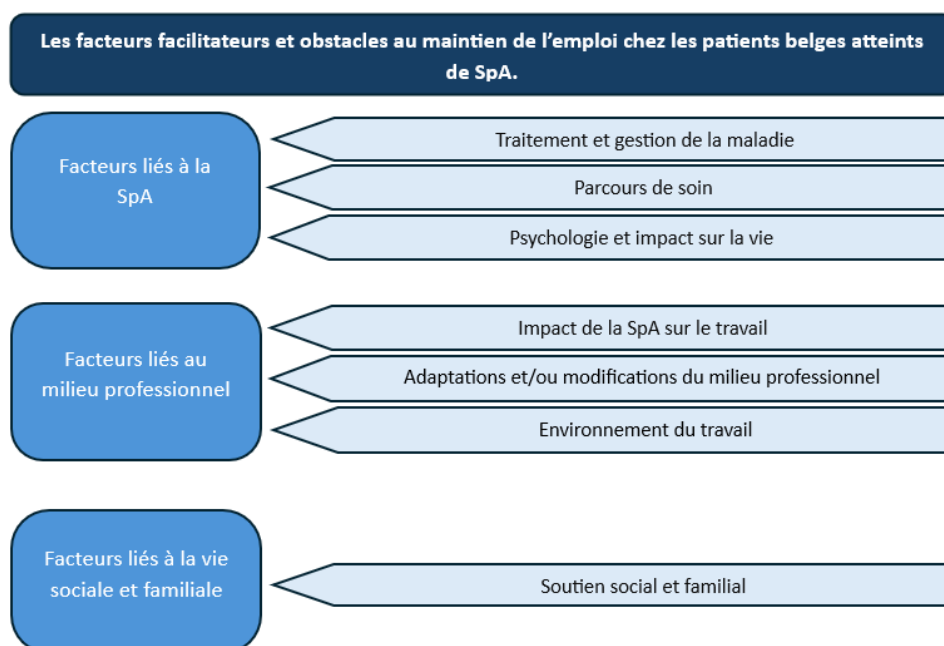 Les facteurs facilitateurs et obstacles au maintien de l’emploi chez les patients belges atteints
de SpA.
Facteurs liés à la
SpA
Traitement et gestion de la maladie
Parcours de soin
Psychologie et impact sur la vie
Facteurs liés au
milieu professionnel
Impact de la SpA sur le travail
Adaptations et/ou modifications du milieu professionnel
Environnement du travail
Facteurs liés à la vie
sociale et familiale
Soutien social et familial